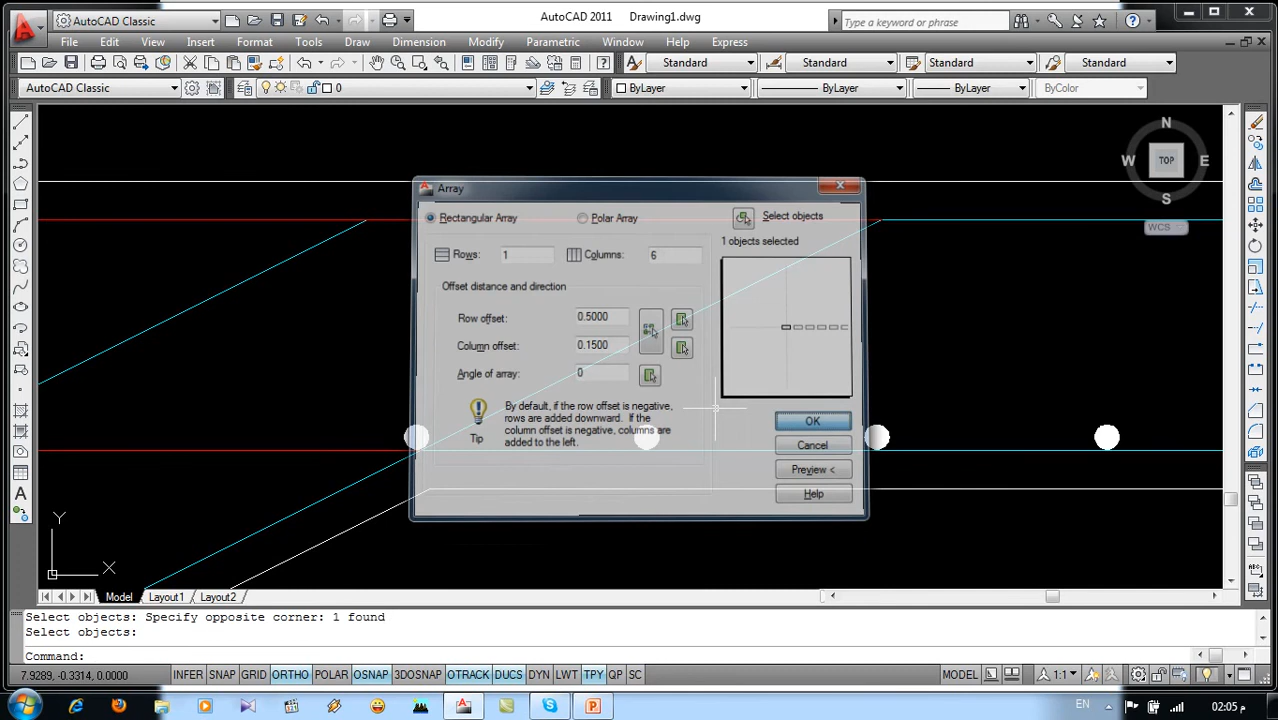 AutoCAD Classic
AutoCAD 2011 Drawing1.dwg
Type a keyword or phrase
File Edit View Insert Format Tools Draw Dimension Modify Parametric Window Help Express
Standard Standard Standard Standard
AutoCAD Classic 0 ByLayer ByLayer ByLayer ByColor
N
W TOP E
S
WCS
Array
Rectangular Array Polar Array Select objects
1 objects selected
Rows: 1 Columns: 6
Offset distance and direction
Row offset: 0.5000
Column offset: 0.1500
Angle of array: 0
Tip
By default, if the row offset is negative,
rows are added downward. If the
column offset is negative, columns are
added to the left.
OK
Cancel
Preview <
Help
Y
X
Model Layout1 Layout2
Select objects: Specify opposite corner: 1 found
Select objects:
Command:
7.9289, -0.3314, 0.0000 INFER SNAP GRID ORTHO POLAR OSNAP 3DOSNAP OTRACK DUCS DYN LWT TPY QP SC MODEL 1:1
EN 02:05 م